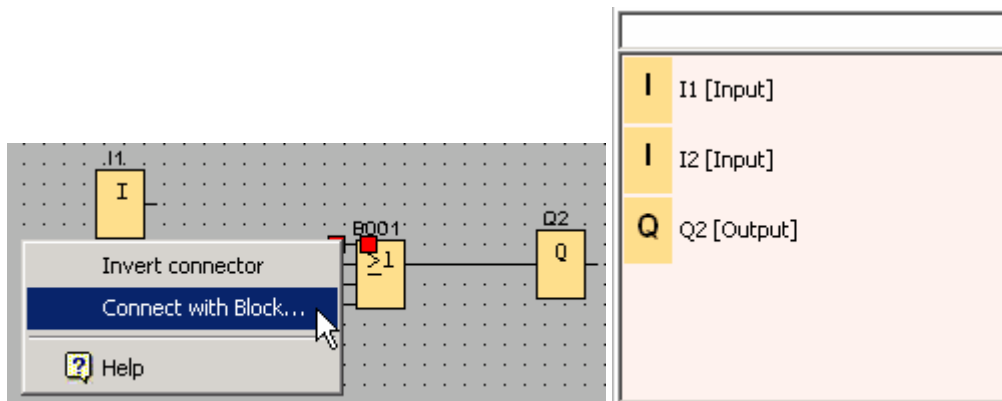 I1
I
B001
≥1
Q2
Q
Invert connector
Connect with Block...
? Help
I I1 [Input]
I I2 [Input]
Q Q2 [Output]